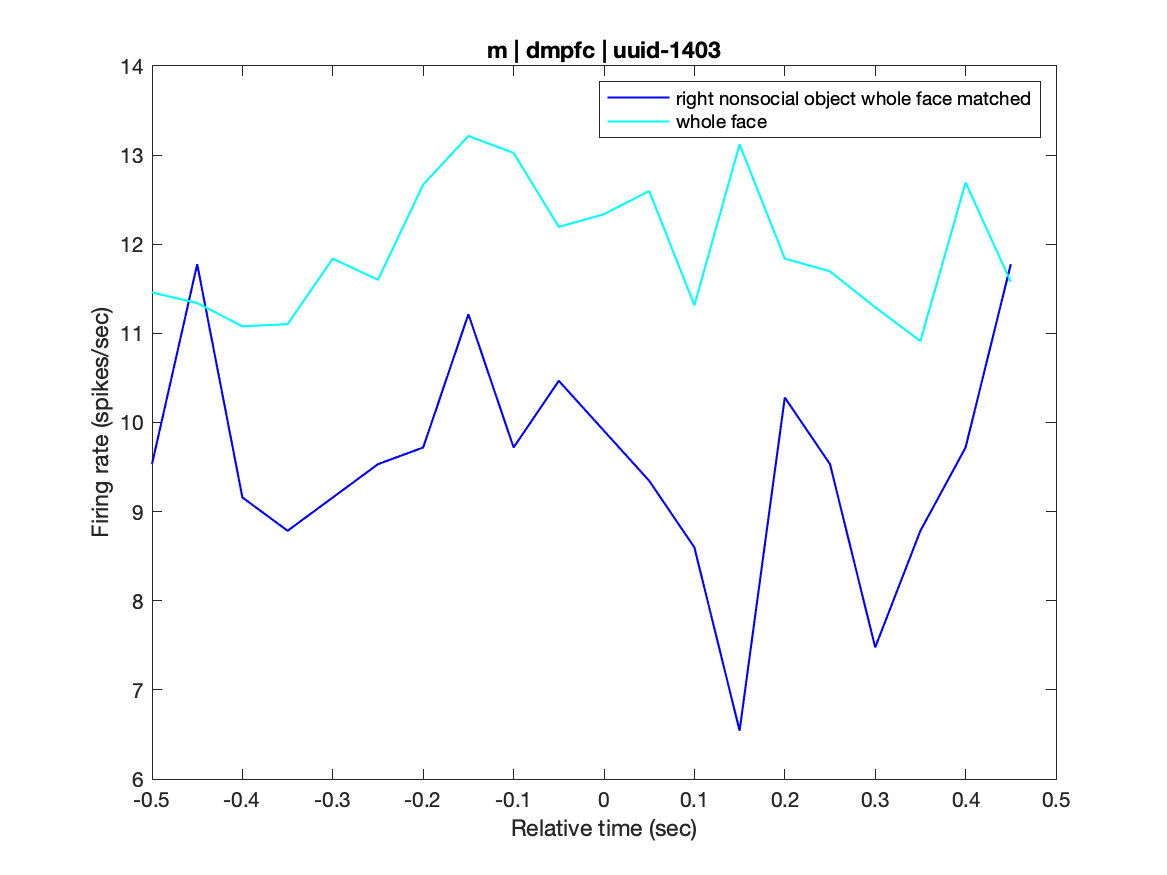 m | dmpfc | uuid-1403
14
right nonsocial object whole face matched
whole face
13
12
11
10
9
8
7
6
Firing rate (spikes/sec)
-0.5 -0.4 -0.3 -0.2 -0.1 0 0.1 0.2 0.3 0.4 0.5
Relative time (sec)